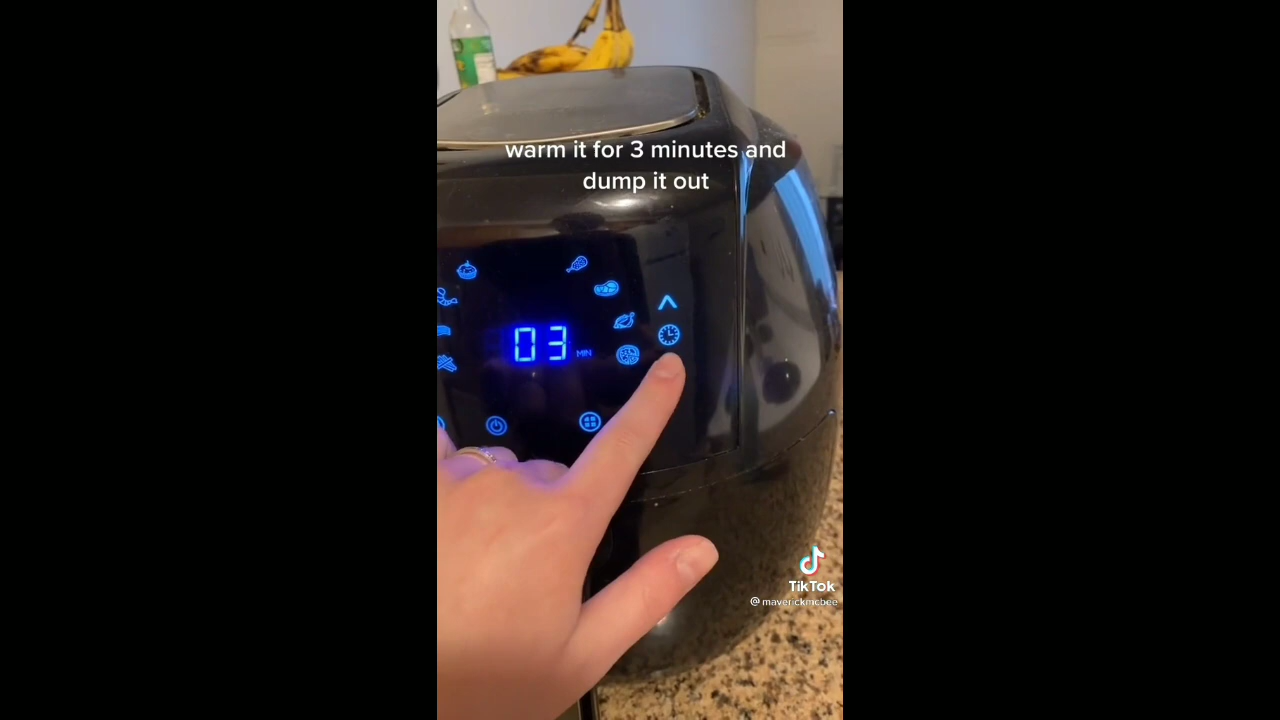 warm it for 3 minutes and
dump it out
03 MIN
TikTok
@maverickmcbee